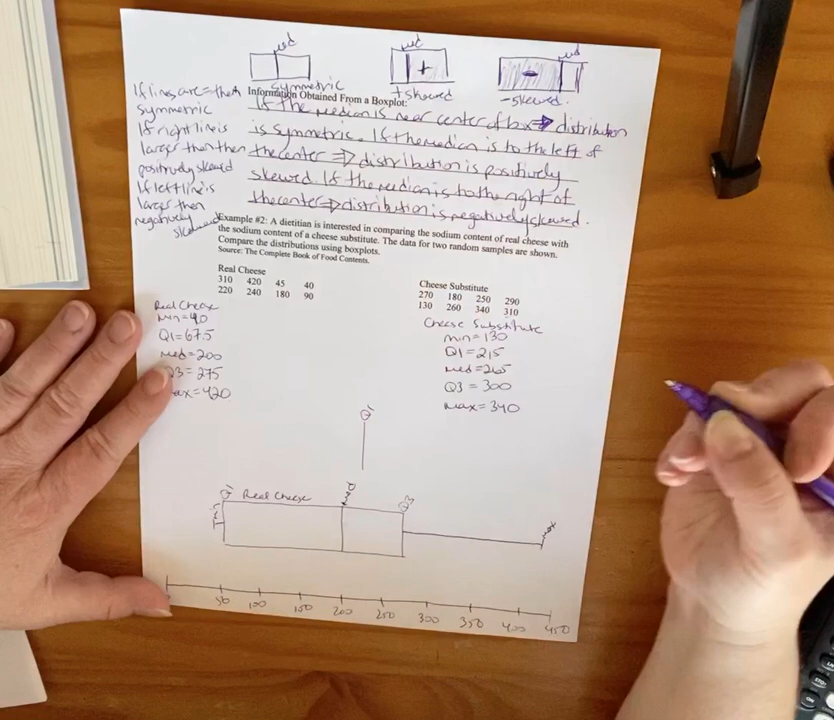 med
med
med
symmetric
+ skewed
- skewed.
If lines are = then
symmetric
If right line is
larger then then
positively skewed
If left line is
larger then
negatively
skewed
Information Obtained From a Boxplot:
If the median is near center of box ⇒ distribution
is symmetric. If the median is to the left of
the center ⇒ distribution is positively
skewed. If the median is to the right of
the center ⇒ distribution is negatively skewed.
Example #2: A dietitian is interested in comparing the sodium content of real cheese with
the sodium content of a cheese substitute. The data for two random samples are shown.
Compare the distributions using boxplots.
Source: The Complete Book of Food Contents.
Real Cheese
310 420 45 40
220 240 180 90
Cheese Substitute
270 180 250 290
130 260 340 310
Real Cheese
Min = 40
Q1 = 67.5
Med = 200
Q3 = 275
max = 420
Cheese Substitute
min = 130
Q1 = 215
Med = 265
Q3 = 300
Max = 340
Q1
Q1 Real Cheese med Q3
min
max
50 100 150 200 250 300 350 400 450